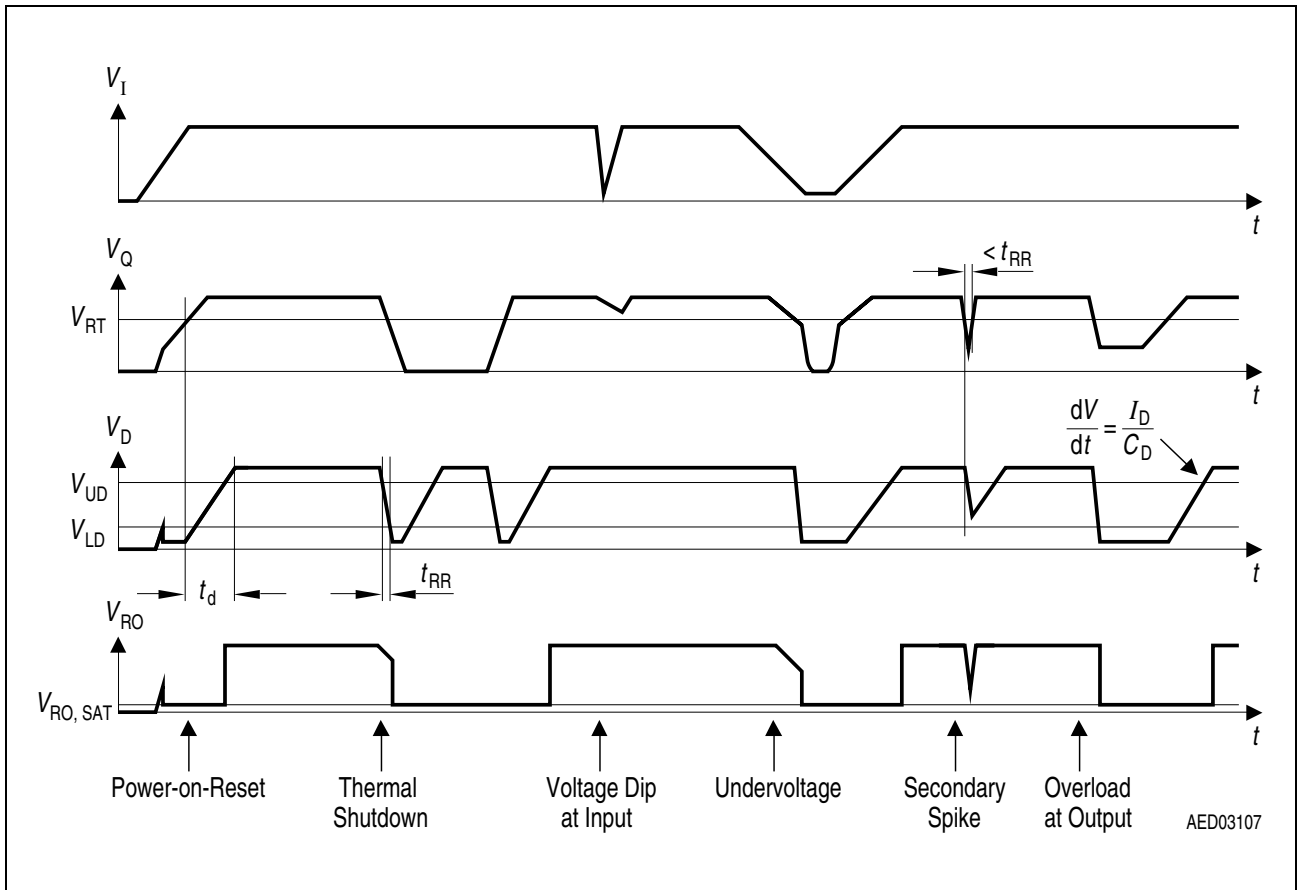 V_I
t
V_Q
< t_RR
V_RT
t
V_D
dV/dt = I_D/C_D
V_UD
V_LD
t
t_d
t_RR
V_RO
V_RO, SAT
t
Power-on-Reset
Thermal
Shutdown
Voltage Dip
at Input
Undervoltage
Secondary
Spike
Overload
at Output
AED03107